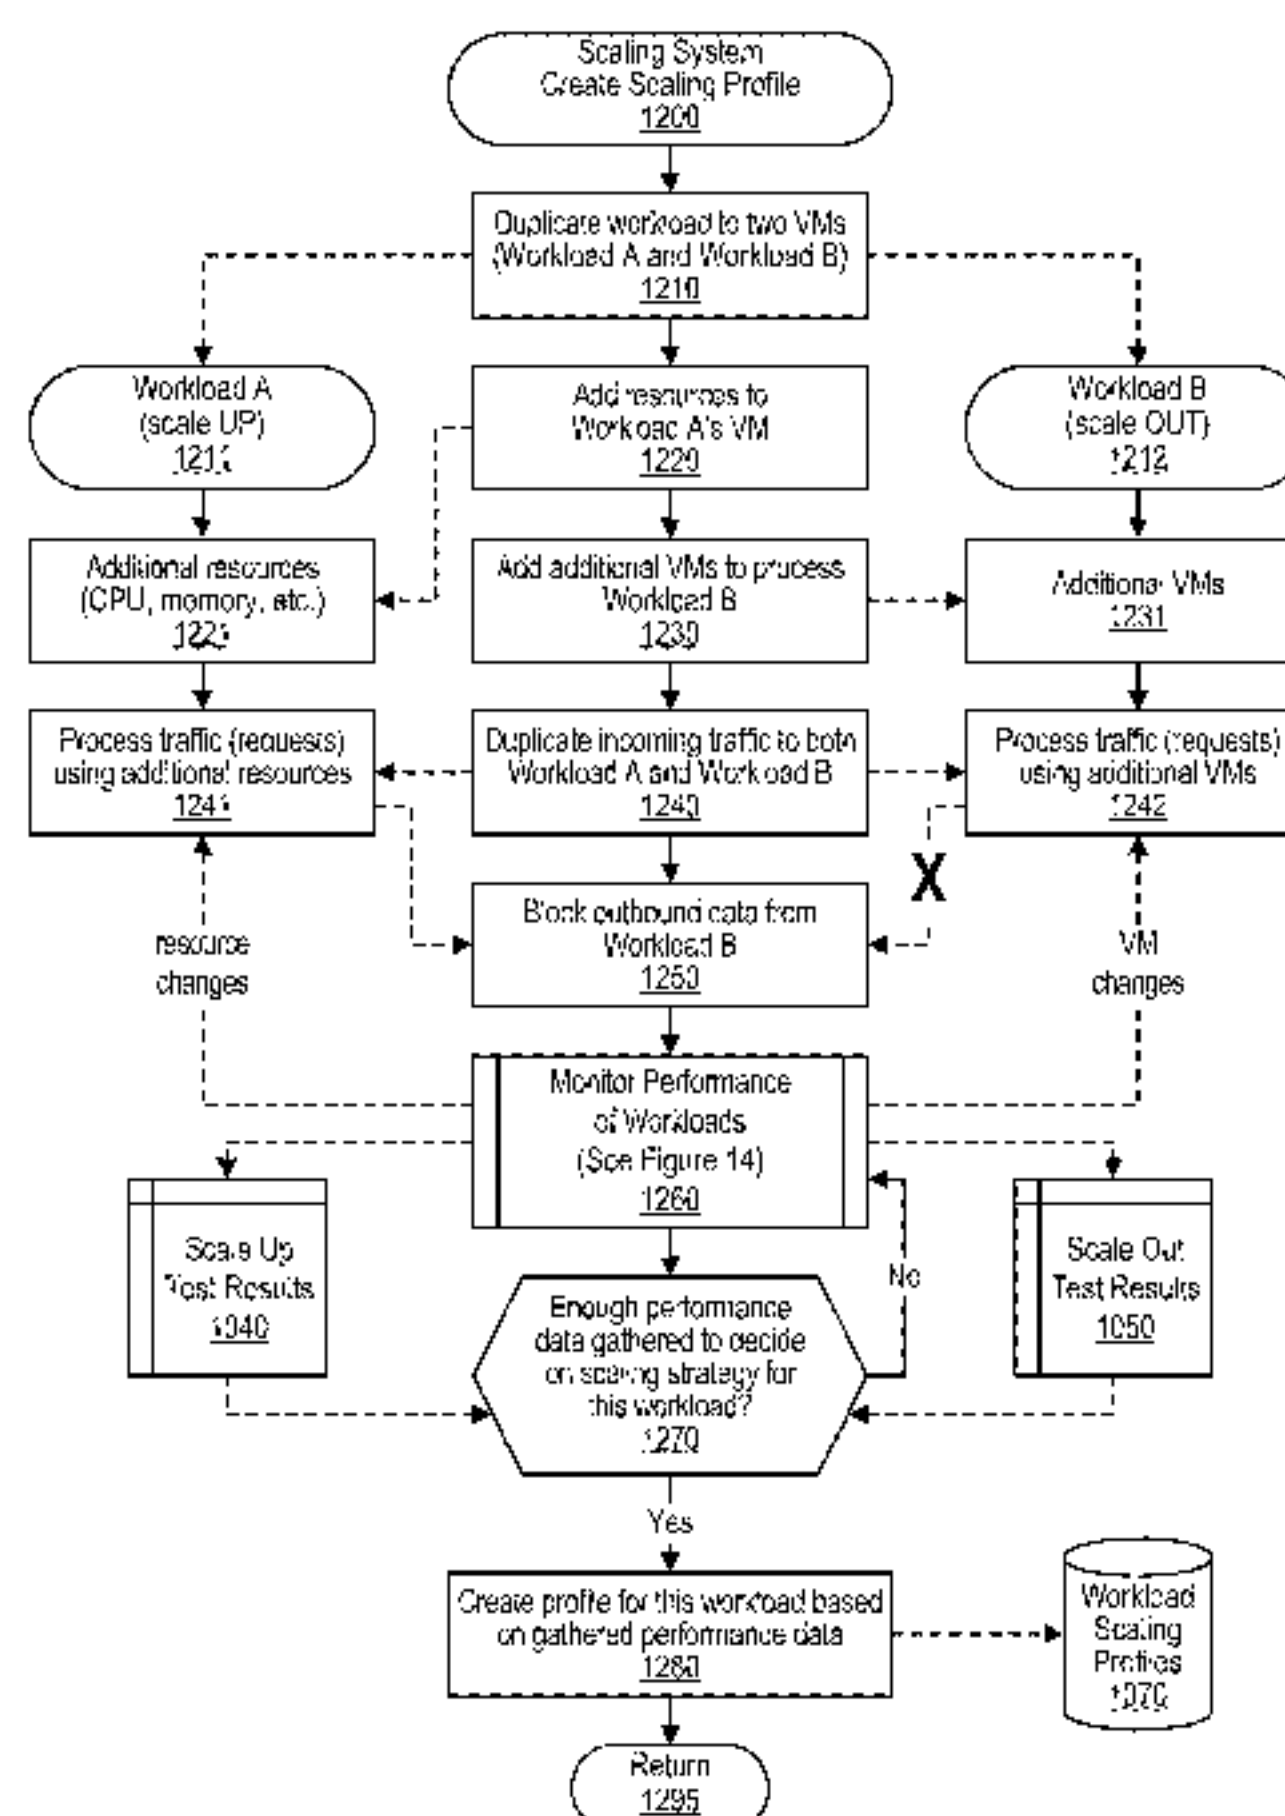 Scaling System
Create Scaling Profile
1200
Duplicate workload to two VMs
(Workload A and Workload B)
1210
Workload A
(scale UP)
1211
Add resources to
Workload A's VM
1220
Workload B
(scale OUT)
1212
Additional resources
(CPU, memory, etc.)
1221
Add additional VMs to process
Workload B
1230
Additional VMs
1231
Process traffic (requests)
using additional resources
1241
Duplicate incoming traffic to both
Workload A and Workload B
1240
Process traffic (requests)
using additional VMs
1242
X
Block outbound data from
Workload B
1250
resource
changes
VM
changes
Monitor Performance
of Workloads
(See Figure 14)
1260
Scale Up
Test Results
1040
No
Scale Out
Test Results
1050
Enough performance
data gathered to decide
on scaling strategy for
this workload?
1270
Yes
Create profile for this workload based
on gathered performance data
1280
Workload
Scaling
Profiles
1070
Return
1295